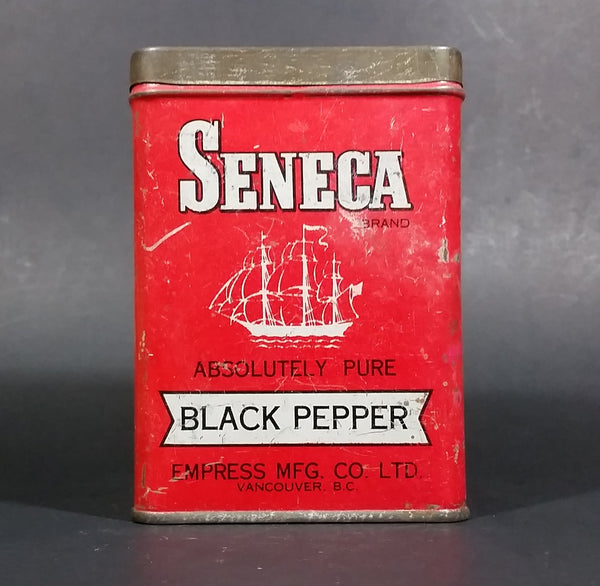 SENECA
BRAND
ABSOLUTELY PURE
BLACK PEPPER
EMPRESS MFG. CO. LTD.
VANCOUVER, B.C.